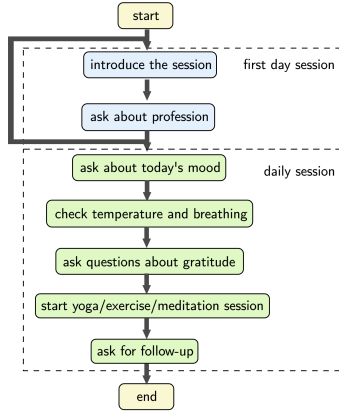 start
introduce the session
first day session
ask about profession
ask about today's mood
daily session
check temperature and breathing
ask questions about gratitude
start yoga/exercise/meditation session
ask for follow-up
end